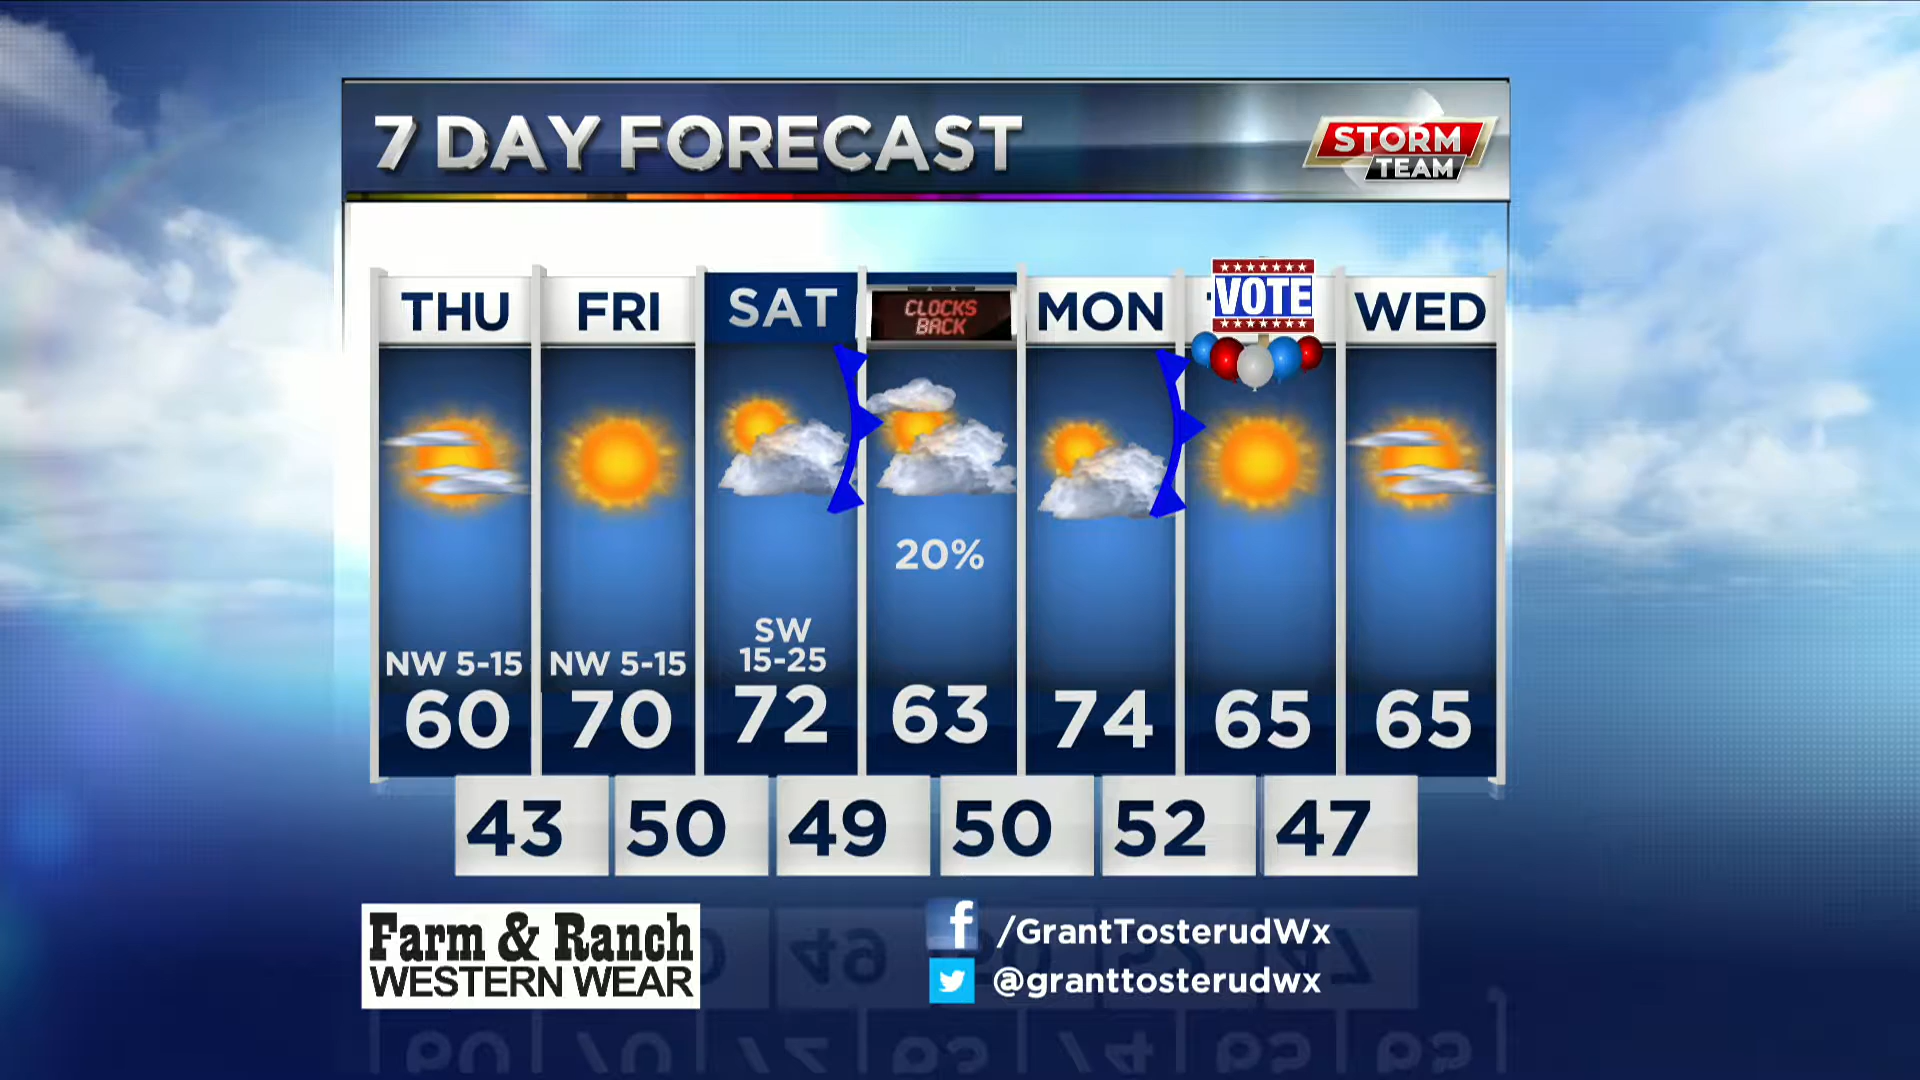 7 DAY FORECAST
STORM
TEAM
THU
FRI
SAT
CLOCKS
BACK
MON
VOTE
WED
20%
NW 5-15
NW 5-15
SW
15-25
60
70
72
63
74
65
65
43
50
49
50
52
47
Farm & Ranch
WESTERN WEAR
f /GrantTosterudWx
@granttosterudwx